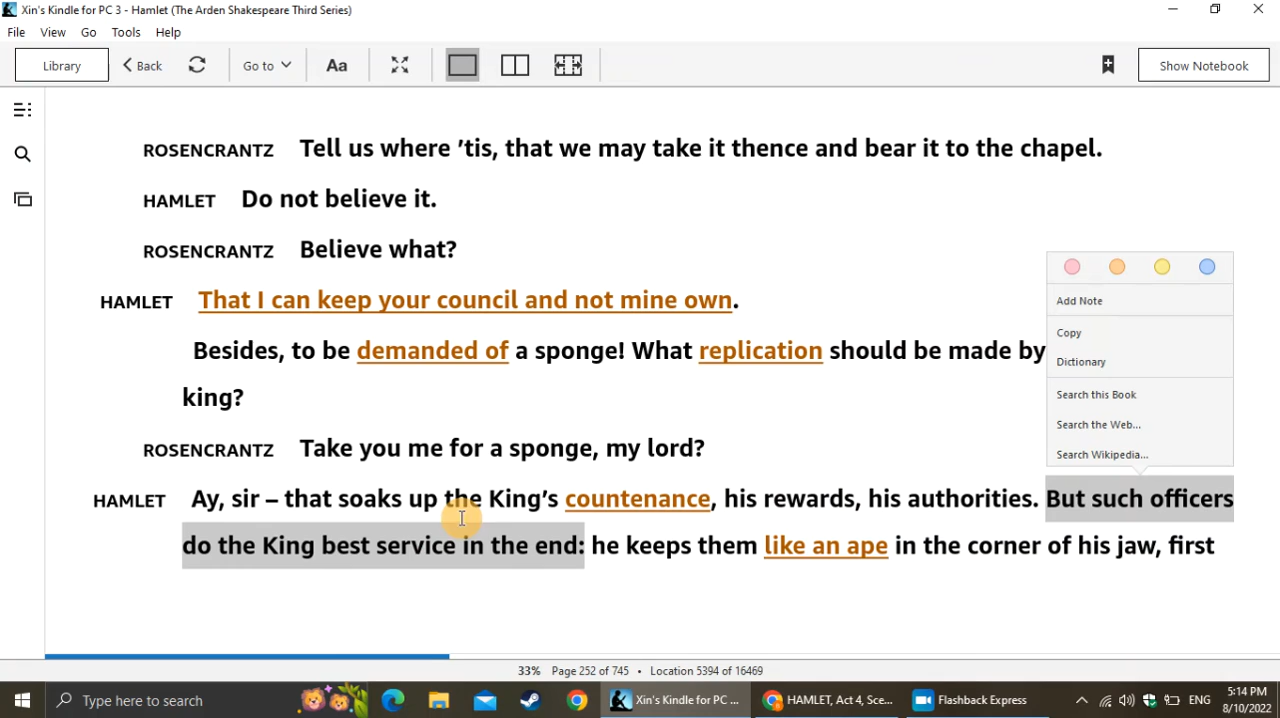 Xin's Kindle for PC 3 - Hamlet (The Arden Shakespeare Third Series)
File View Go Tools Help
Library Back Go to Aa Show Notebook
ROSENCRANTZ Tell us where ’tis, that we may take it thence and bear it to the chapel.
HAMLET Do not believe it.
ROSENCRANTZ Believe what?
HAMLET That I can keep your council and not mine own.
Besides, to be demanded of a sponge! What replication should be made by
king?
ROSENCRANTZ Take you me for a sponge, my lord?
HAMLET Ay, sir – that soaks up the King’s countenance, his rewards, his authorities. But such officers
do the King best service in the end: he keeps them like an ape in the corner of his jaw, first
Add Note
Copy
Dictionary
Search this Book
Search the Web...
Search Wikipedia...
33% Page 252 of 745 • Location 5394 of 16469
Type here to search
Xin's Kindle for PC ...
HAMLET, Act 4, Sce...
Flashback Express
ENG
5:14 PM
8/10/2022